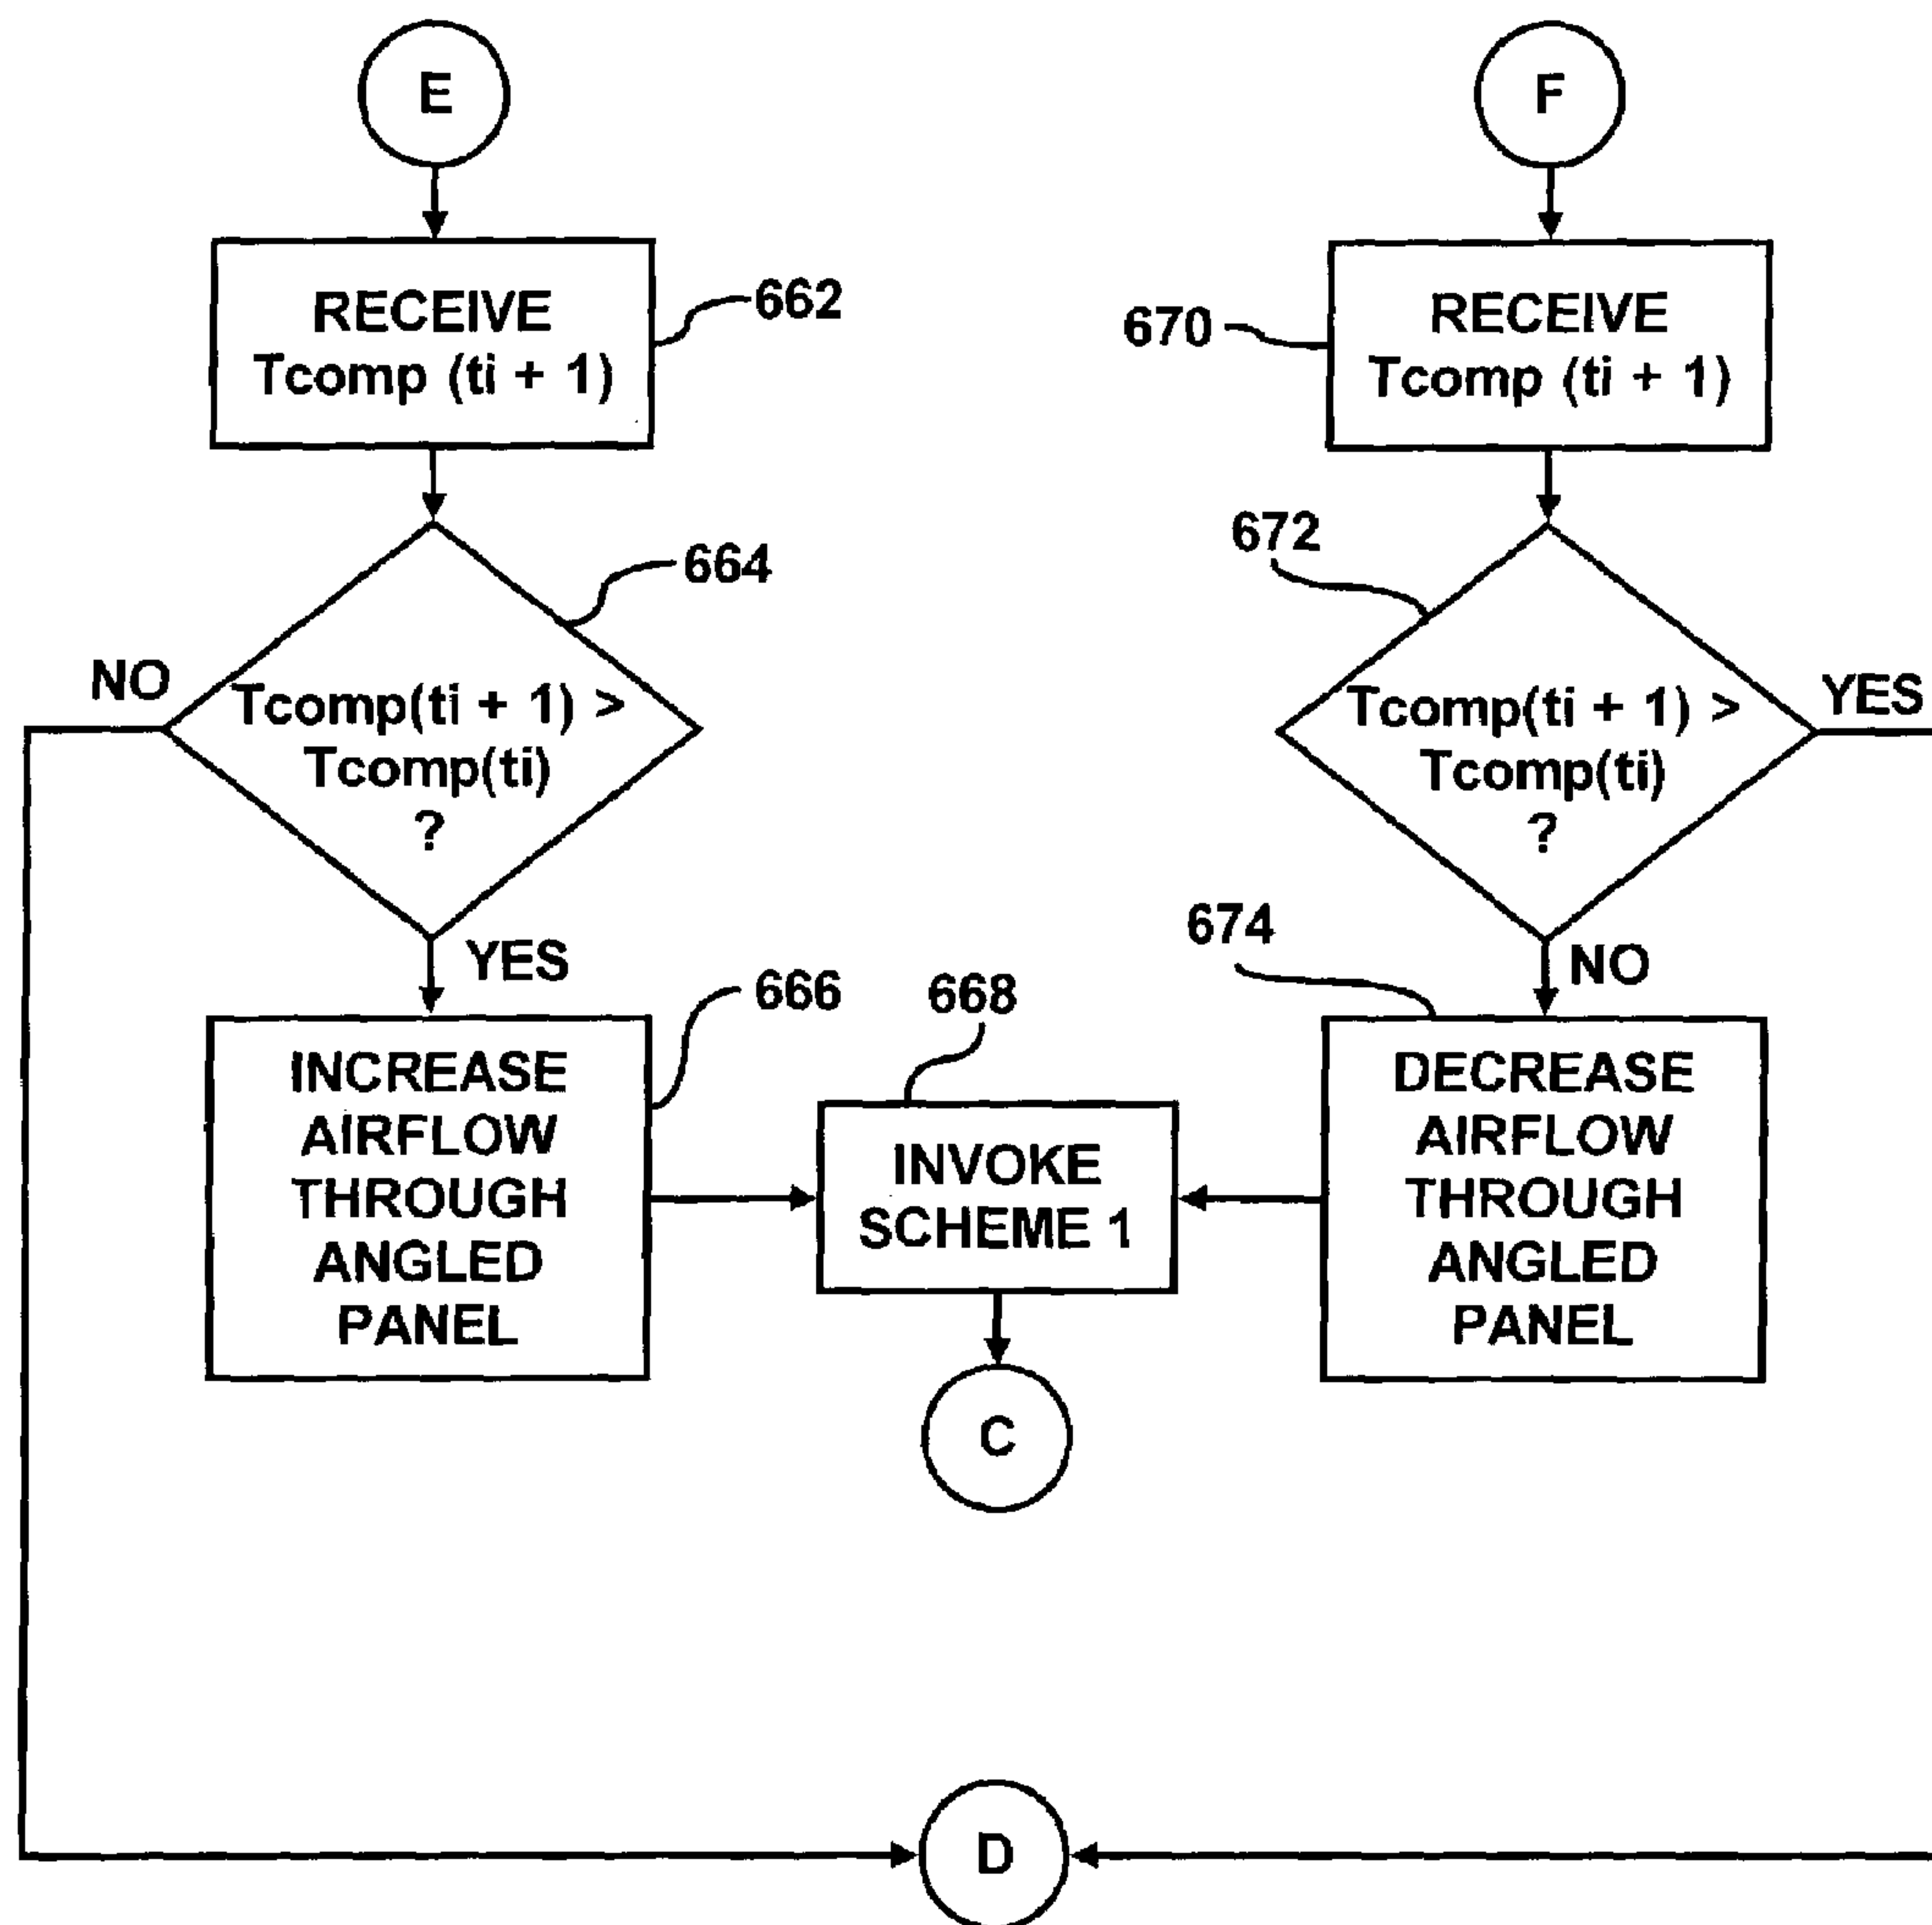 E
RECEIVE
Tcomp (ti + 1)
662
664
NO
Tcomp(ti + 1) >
Tcomp(ti)
?
YES
INCREASE
AIRFLOW
THROUGH
ANGLED
PANEL
666
668
INVOKE
SCHEME 1
C
F
RECEIVE
Tcomp (ti + 1)
670
672
Tcomp(ti + 1) >
Tcomp(ti)
?
YES
NO
674
DECREASE
AIRFLOW
THROUGH
ANGLED
PANEL
D